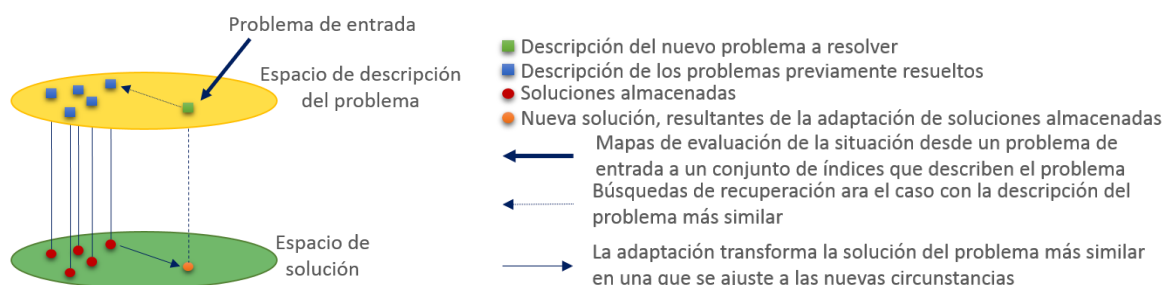 Problema de entrada
Espacio de descripción
del problema
Espacio de
solución
Descripción del nuevo problema a resolver
Descripción de los problemas previamente resueltos
Soluciones almacenadas
Nueva solución, resultantes de la adaptación de soluciones almacenadas
Mapas de evaluación de la situación desde un problema de
entrada a un conjunto de índices que describen el problema
Búsquedas de recuperación ara el caso con la descripción del
problema más similar
La adaptación transforma la solución del problema más similar
en una que se ajuste a las nuevas circunstancias